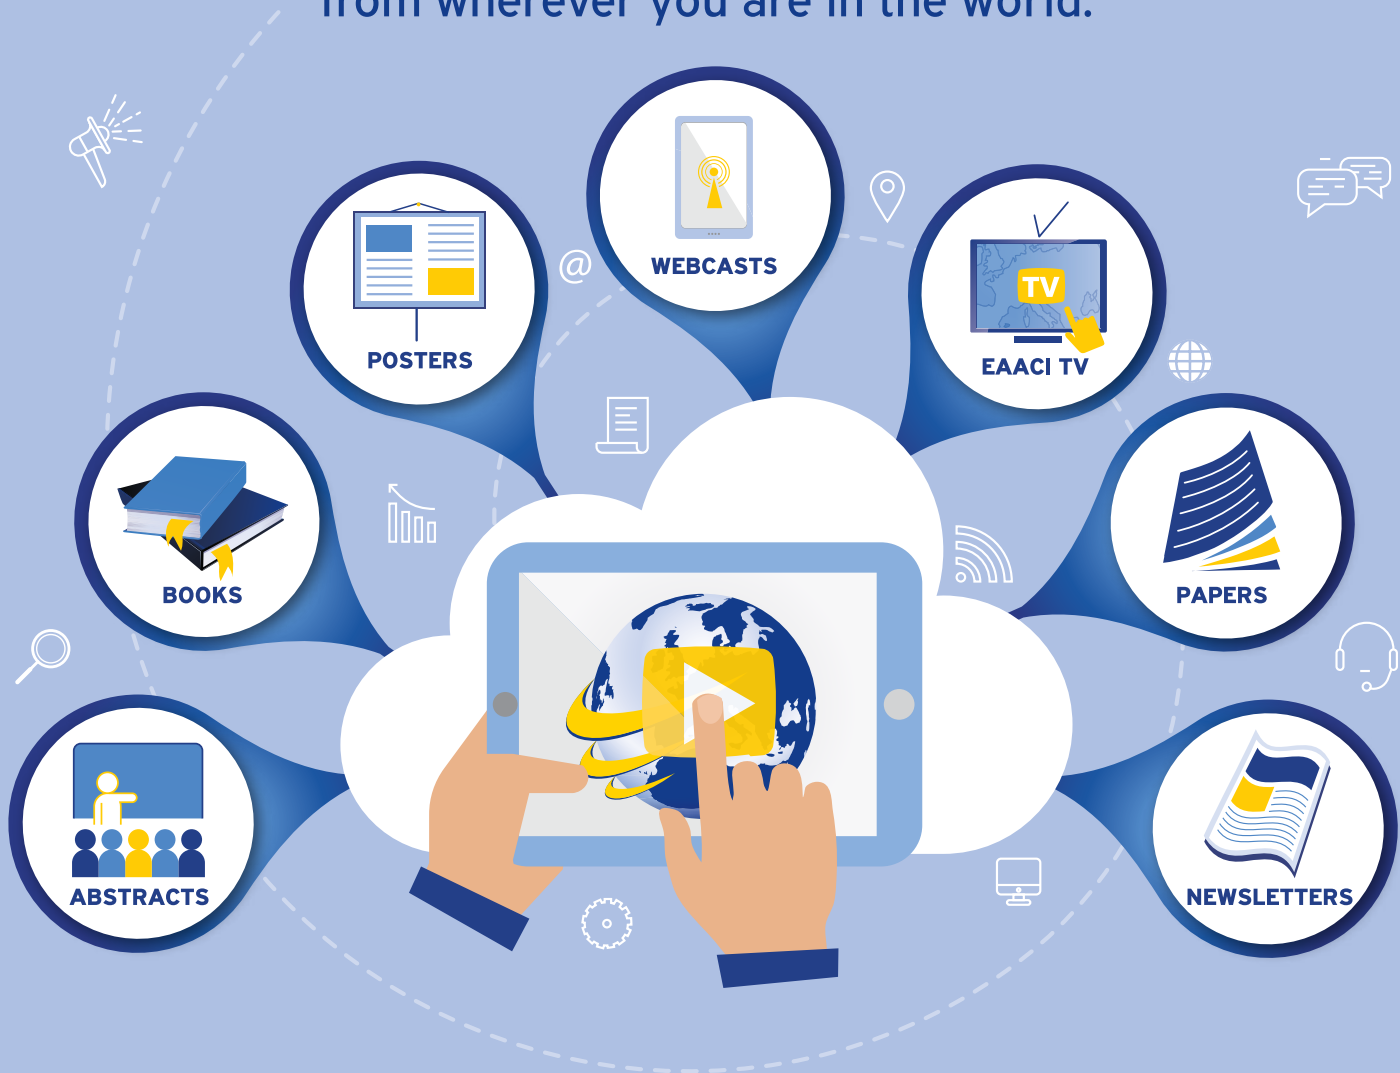 from wherever you are in the world.
WEBCASTS
@
POSTERS
TV
EAACI TV
BOOKS
PAPERS
ABSTRACTS
NEWSLETTERS